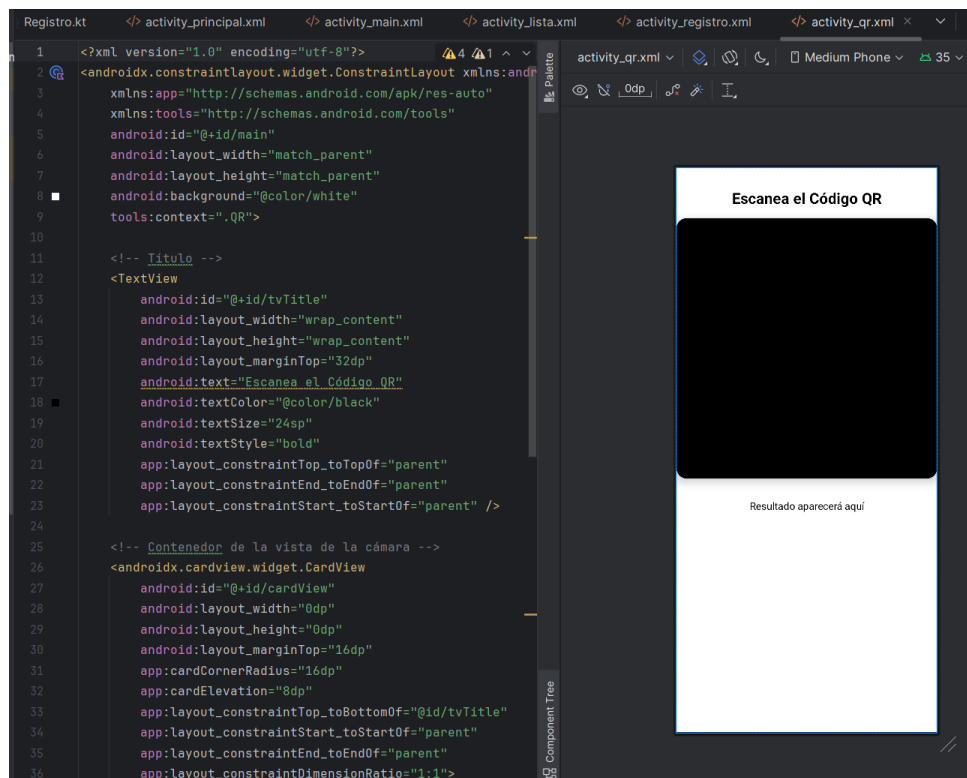 Registro.kt
activity_principal.xml
activity_main.xml
activity_lista.xml
activity_registro.xml
activity_qr.xml
1 <?xml version="1.0" encoding="utf-8"?>
4 1
2 <androidx.constraintlayout.widget.ConstraintLayout xmlns:andr
3 xmlns:app="http://schemas.android.com/apk/res-auto"
4 xmlns:tools="http://schemas.android.com/tools"
5 android:id="@+id/main"
6 android:layout_width="match_parent"
7 android:layout_height="match_parent"
8 android:background="@color/white"
9 tools:context=".QR">
10
11 <!-- Título -->
12 <TextView
13 android:id="@+id/tvTitle"
14 android:layout_width="wrap_content"
15 android:layout_height="wrap_content"
16 android:layout_marginTop="32dp"
17 android:text="Escanea el Código QR"
18 android:textColor="@color/black"
19 android:textSize="24sp"
20 android:textStyle="bold"
21 app:layout_constraintTop_toTopOf="parent"
22 app:layout_constraintEnd_toEndOf="parent"
23 app:layout_constraintStart_toStartOf="parent" />
24
25 <!-- Contenedor de la vista de la cámara -->
26 <androidx.cardview.widget.CardView
27 android:id="@+id/cardView"
28 android:layout_width="0dp"
29 android:layout_height="0dp"
30 android:layout_marginTop="16dp"
31 app:cardCornerRadius="16dp"
32 app:cardElevation="8dp"
33 app:layout_constraintTop_toBottomOf="@id/tvTitle"
34 app:layout_constraintStart_toStartOf="parent"
35 app:layout_constraintEnd_toEndOf="parent"
36 app:layout_constraintDimensionRatio="1:1">
Palette
Component Tree
activity_qr.xml
Medium Phone
35
0dp
Escanea el Código QR
Resultado aparecerá aquí